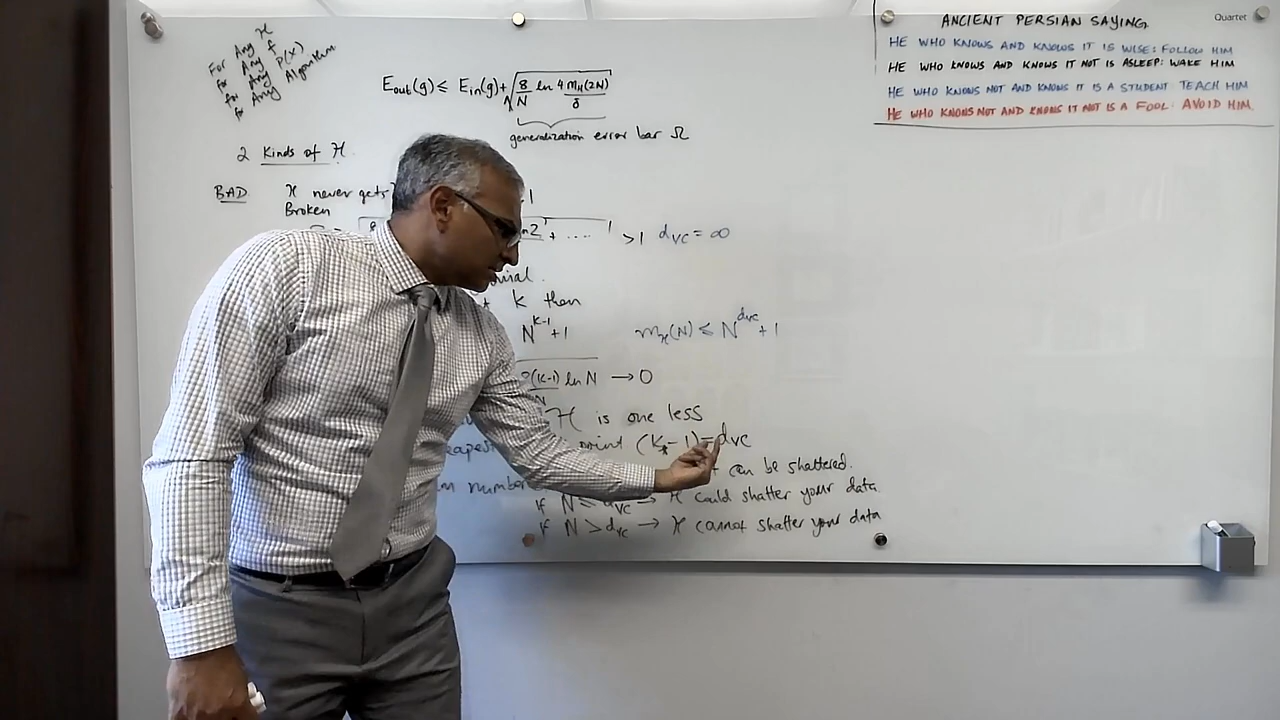 For Any H
for Any f
for Any P(x)
for Any Algorithm
E_out(g) ≤ E_in(g) + √(8/N ln 4 m_H(2N)/δ)
generalization error bar Ω
2 Kinds of H.
BAD H never gets 1
Broken
ln2 + .... > 1 d_vc = ∞
K then
N^(K-1) + 1 m_H(N) ≤ N^(d_vc) + 1
8(K-1) ln N → 0
N
H is one less
point (K* - 1) = d_vc
can be shattered.
number
if N ≤ d_vc → H could shatter your data
if N > d_vc → H cannot shatter your data
ANCIENT PERSIAN SAYING
HE WHO KNOWS AND KNOWS IT IS WISE: FOLLOW HIM
HE WHO KNOWS AND KNOWS IT NOT IS ASLEEP: WAKE HIM
HE WHO KNOWS NOT AND KNOWS IT IS A STUDENT TEACH HIM
HE WHO KNOWS NOT AND KNOWS IT NOT IS A FOOL: AVOID HIM.
Quartet